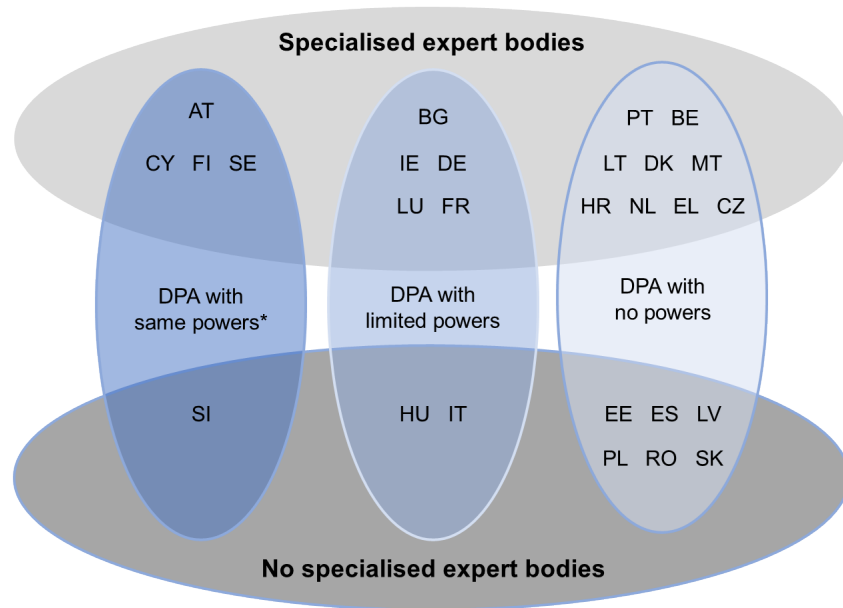 Specialised expert bodies
AT
CY FI SE
BG
IE DE
LU FR
PT BE
LT DK MT
HR NL EL CZ
DPA with
same powers*
DPA with
limited powers
DPA with
no powers
SI
HU IT
EE ES LV
PL RO SK
No specialised expert bodies